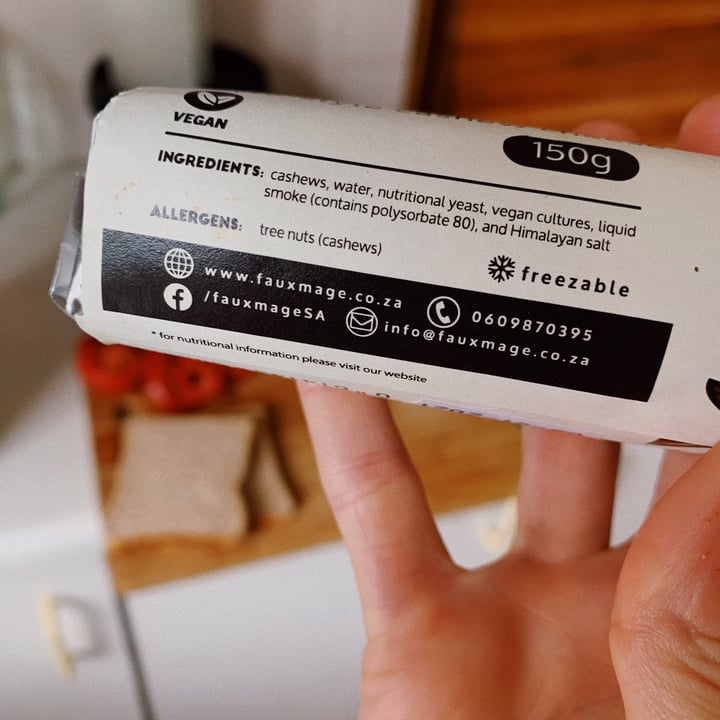 VEGAN
150g
INGREDIENTS: cashews, water, nutritional yeast, vegan cultures, liquid
smoke (contains polysorbate 80), and Himalayan salt
ALLERGENS: tree nuts (cashews)
freezable
www.fauxmage.co.za
0609870395
/fauxmageSA
info@fauxmage.co.za
* for nutritional information please visit our website